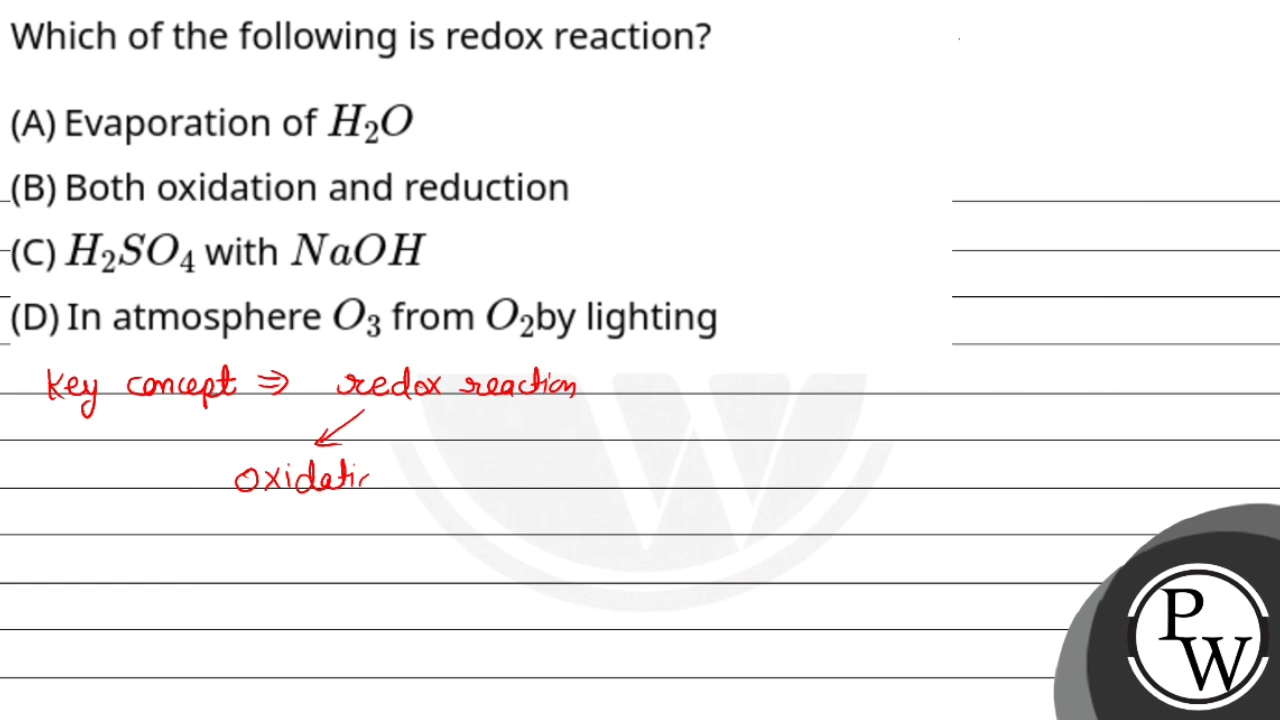 Which of the following is redox reaction?
(A) Evaporation of H₂O
(B) Both oxidation and reduction
(C) H₂SO₄ with NaOH
(D) In atmosphere O₃ from O₂by lighting
Key concept ⇒ redox reaction
oxidati
PW